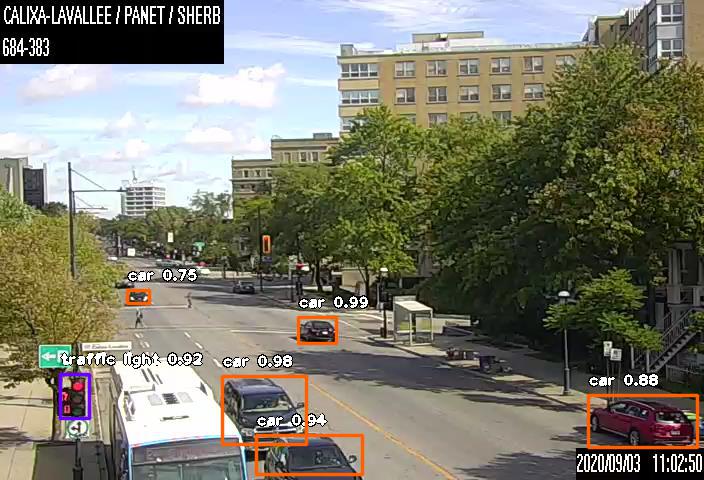 CALIXA-LAVALLEE / PANET / SHERB
684-383
car 0.75
car 0.99
traffic light 0.92
car 0.98
car 0.94
car 0.88
2020/09/03 11:02:50